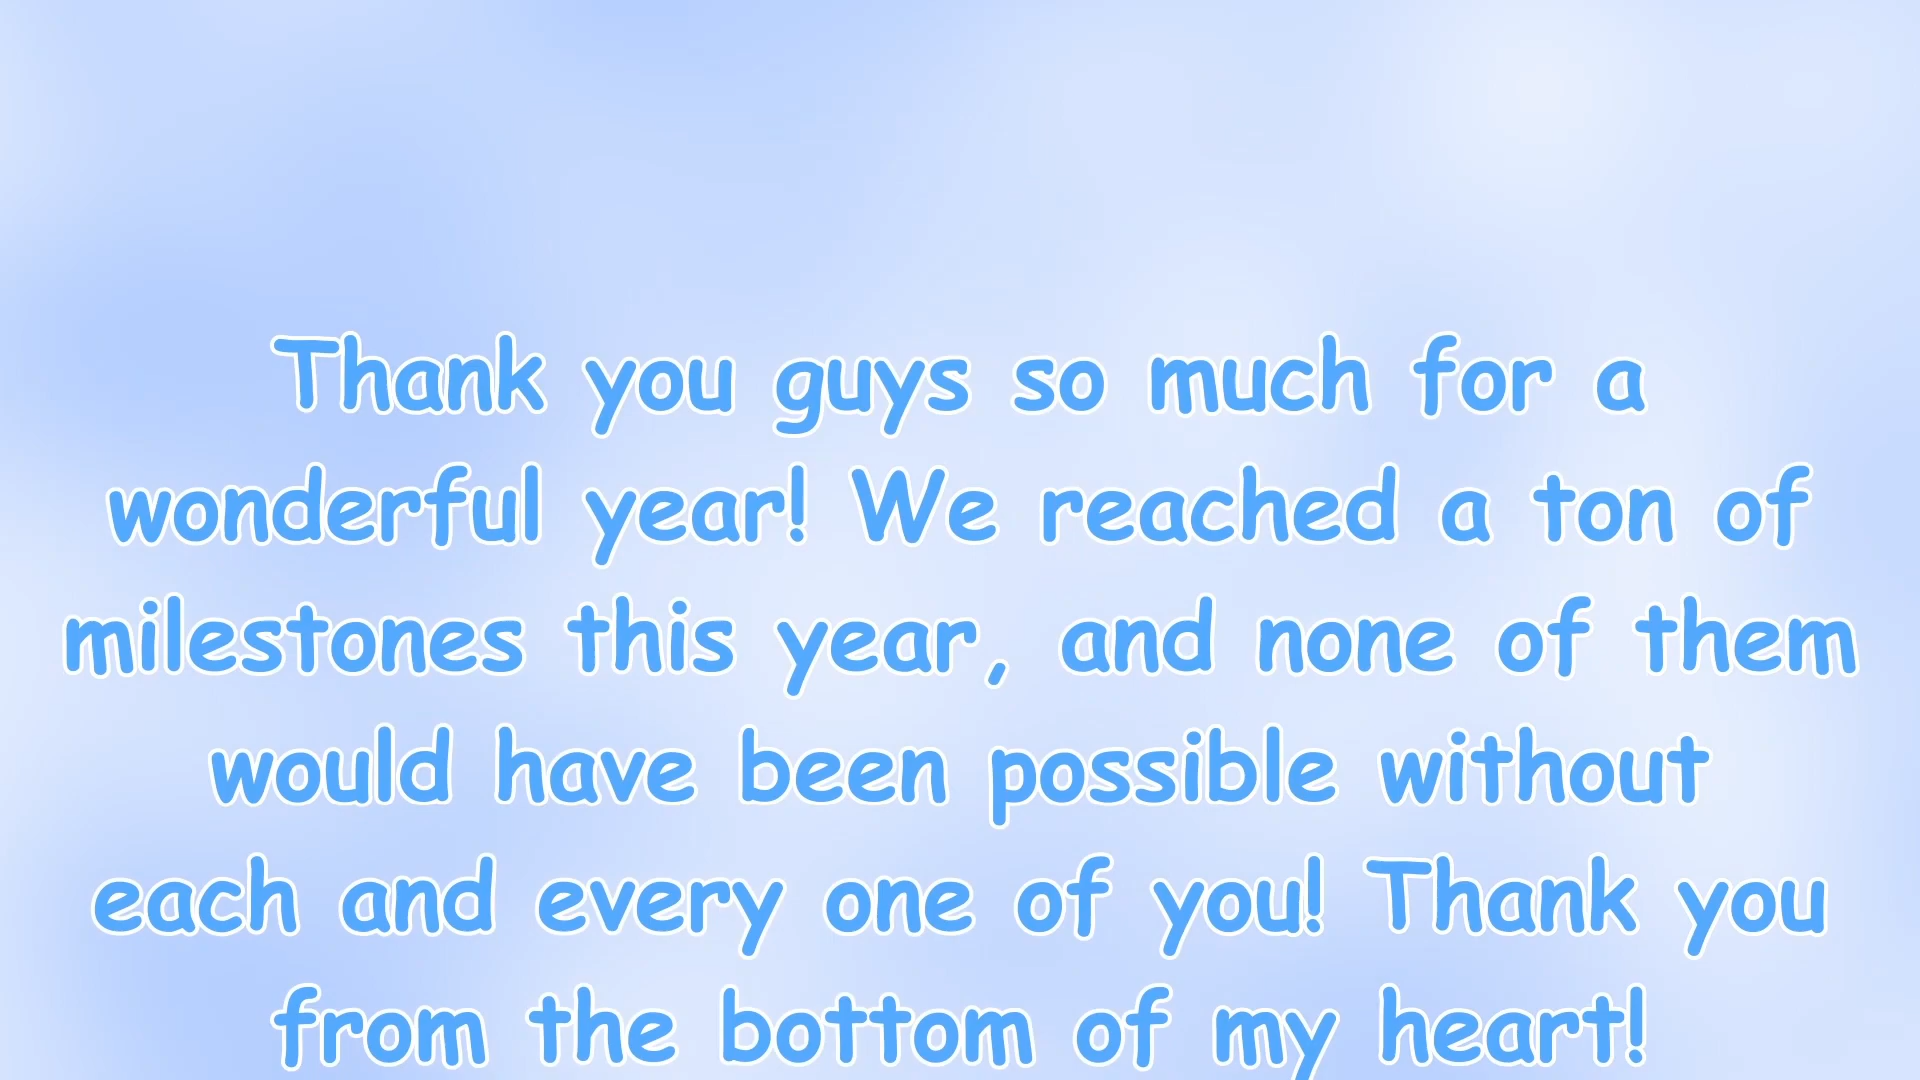 Thank you guys so much for a
wonderful year! We reached a ton of
milestones this year, and none of them
would have been possible without
each and every one of you! Thank you
from the bottom of my heart!